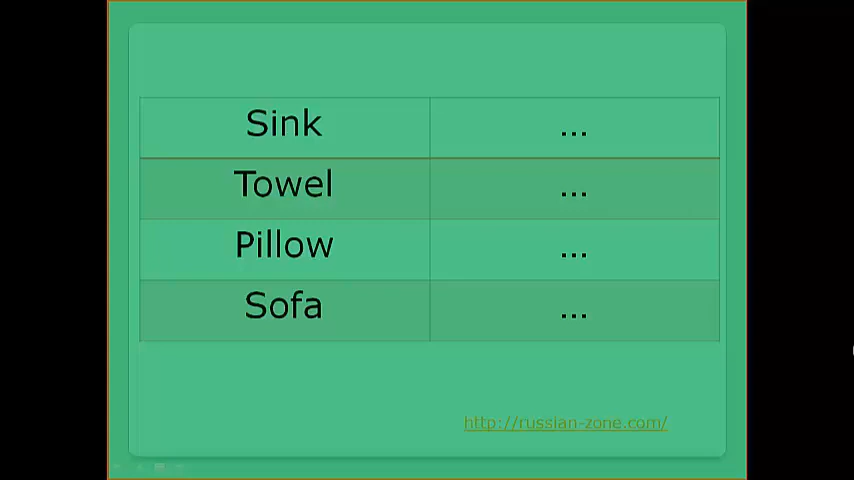 Sink ...
Towel ...
Pillow ...
Sofa ...
http://russian-zone.com/